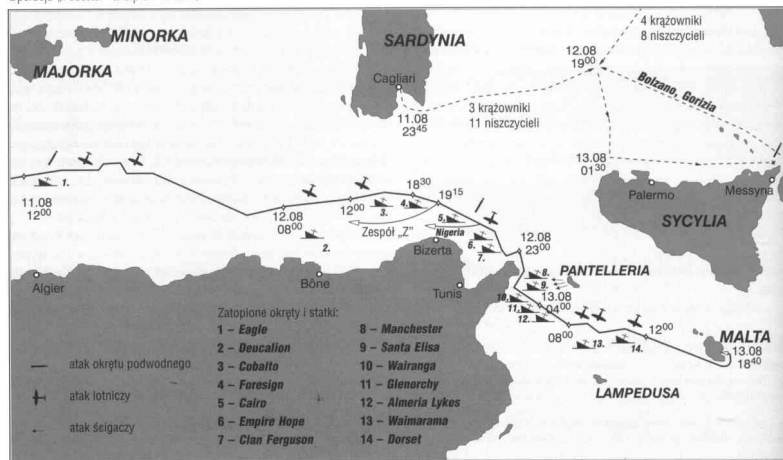 MINORKA
MAJORKA
SARDYNIA
Cagliari
11.08
23⁴⁵
3 krążowniki
11 niszczycieli
12.08
19⁰⁰
4 krążowniki
8 niszczycieli
Bolzano, Gorizia
13.08
01³⁰
Palermo
Messyna
SYCYLIA
1.
11.08
12⁰⁰
12.08
08⁰⁰
2.
12⁰⁰
3.
4.
18³⁰
19¹⁵
Zespół „Z”
5.
Nigeria
6.
7.
12.08
23⁰⁰
Bizerta
Algier
Bône
Tunis
8.
9.
PANTELLERIA
10.
11.
12.
13.08
04⁰⁰
08⁰⁰
13.
14.
12⁰⁰
MALTA
13.08
18⁴⁰
LAMPEDUSA
atak okrętu podwodnego
atak lotniczy
atak ścigaczy
Zatopione okręty i statki:
1 – Eagle
2 – Deucalion
3 – Cobalto
4 – Foresign
5 – Cairo
6 – Empire Hope
7 – Clan Ferguson
8 – Manchester
9 – Santa Elisa
10 – Wairanga
11 – Glenorchy
12 – Almeria Lykes
13 – Waimarama
14 – Dorset